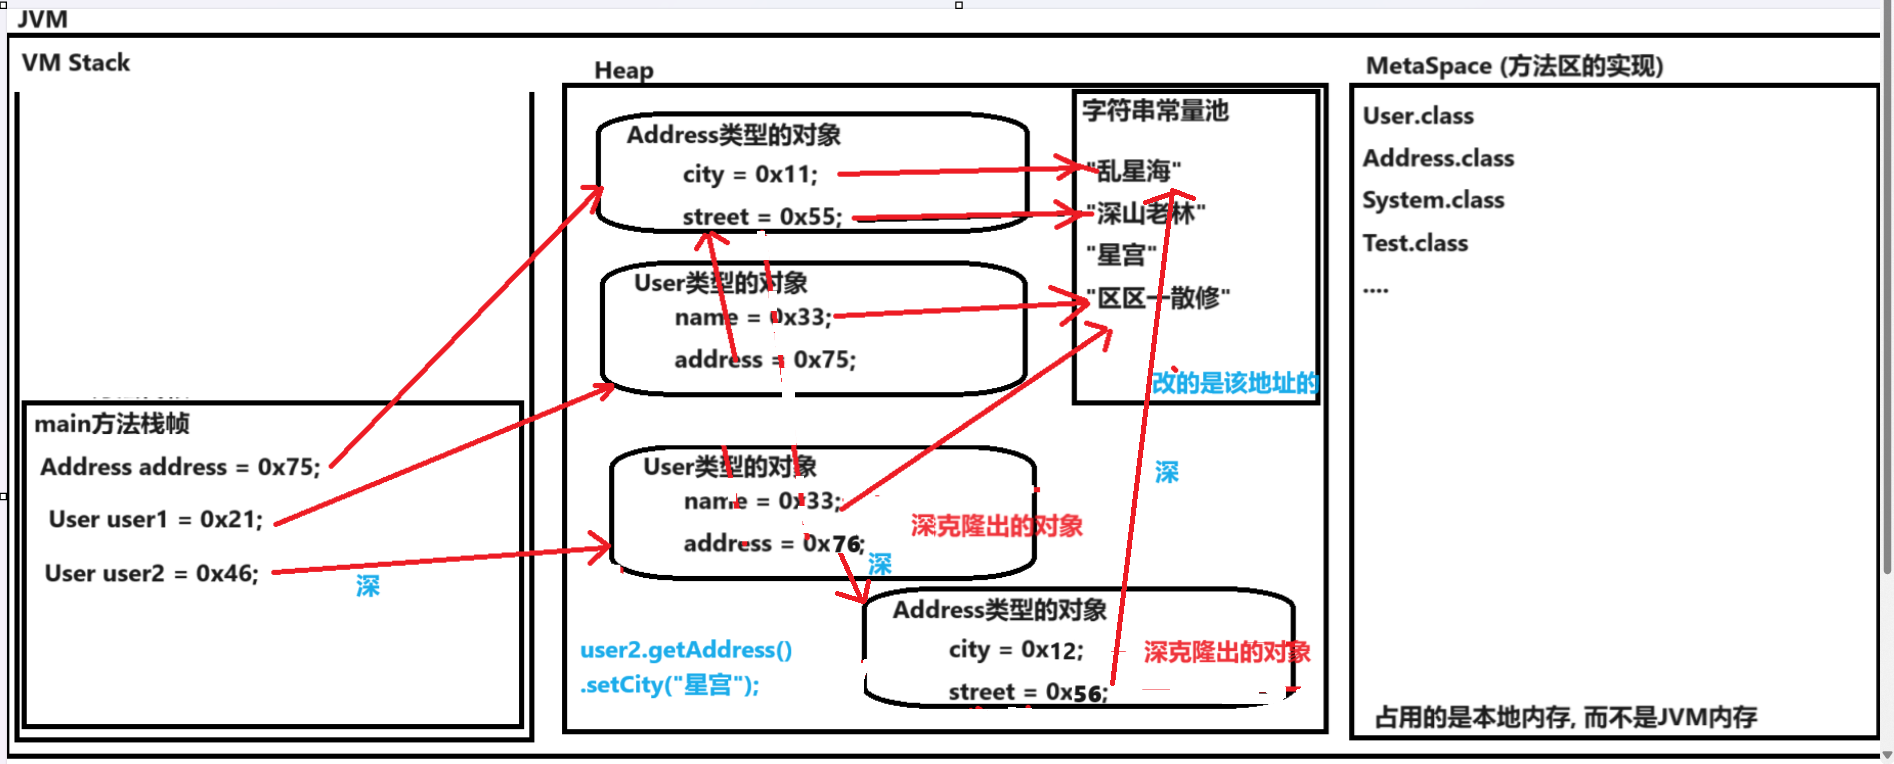 JVM
VM Stack
main方法栈帧
Address address = 0x75;
User user1 = 0x21;
User user2 = 0x46;
深
Heap
Address类型的对象
city = 0x11;
street = 0x55;
User类型的对象
name = 0x33;
address = 0x75;
User类型的对象
name = 0x33;
address = 0x76;
深克隆出的对象
深
Address类型的对象
city = 0x12;
street = 0x56;
深克隆出的对象
user2.getAddress()
.setCity("星宫");
字符串常量池
"乱星海"
"深山老林"
"星宫"
"区区一散修"
改的是该地址的
深
MetaSpace (方法区的实现)
User.class
Address.class
System.class
Test.class
....
占用的是本地内存, 而不是JVM内存